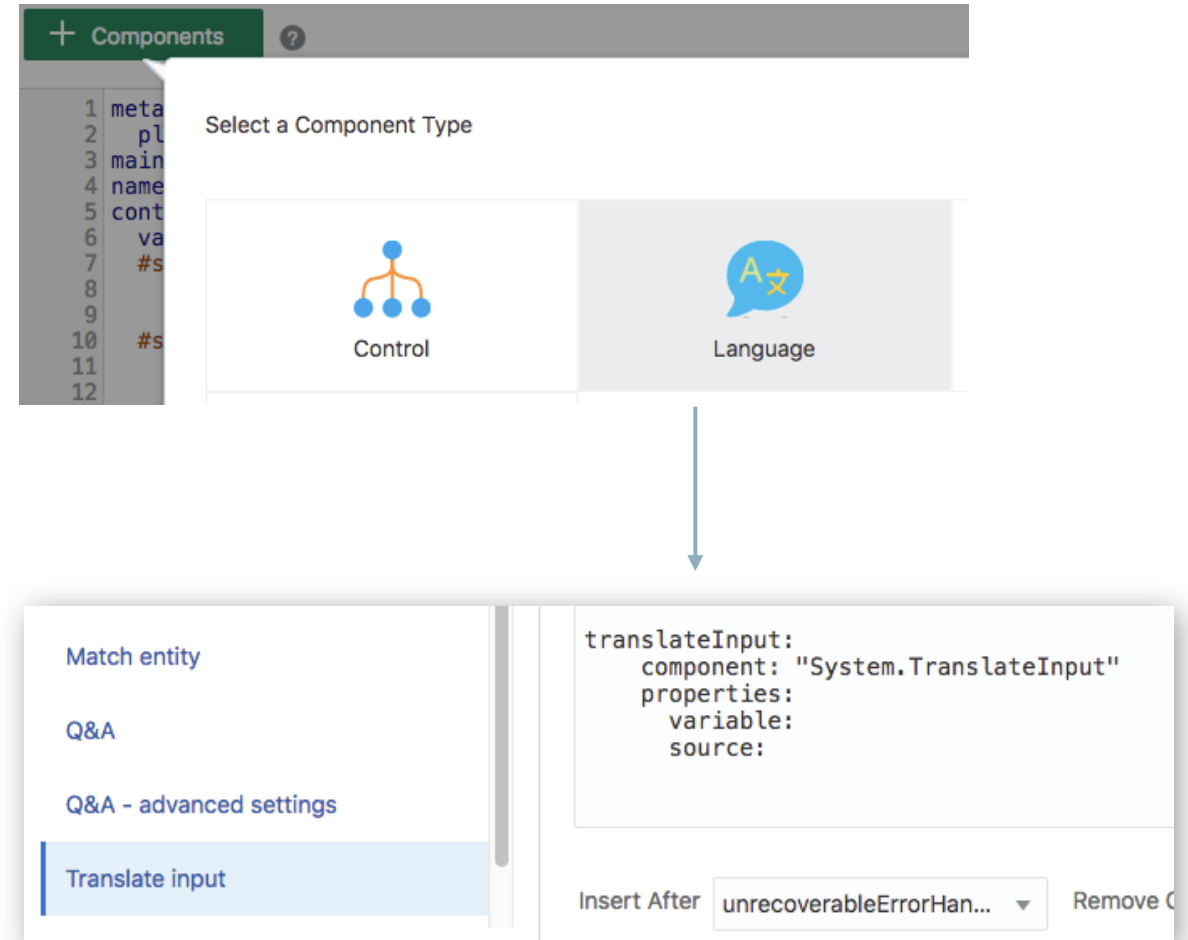 + Components ?
Select a Component Type
1 meta
2 pl
3 main
4 name
5 cont
6 va
7 #s
8
9
10 #s
11
12
Control
A文
Language
Match entity
Q&A
Q&A - advanced settings
Translate input
translateInput:
component: "System.TranslateInput"
properties:
variable:
source:
Insert After unrecoverableErrorHan... Remove